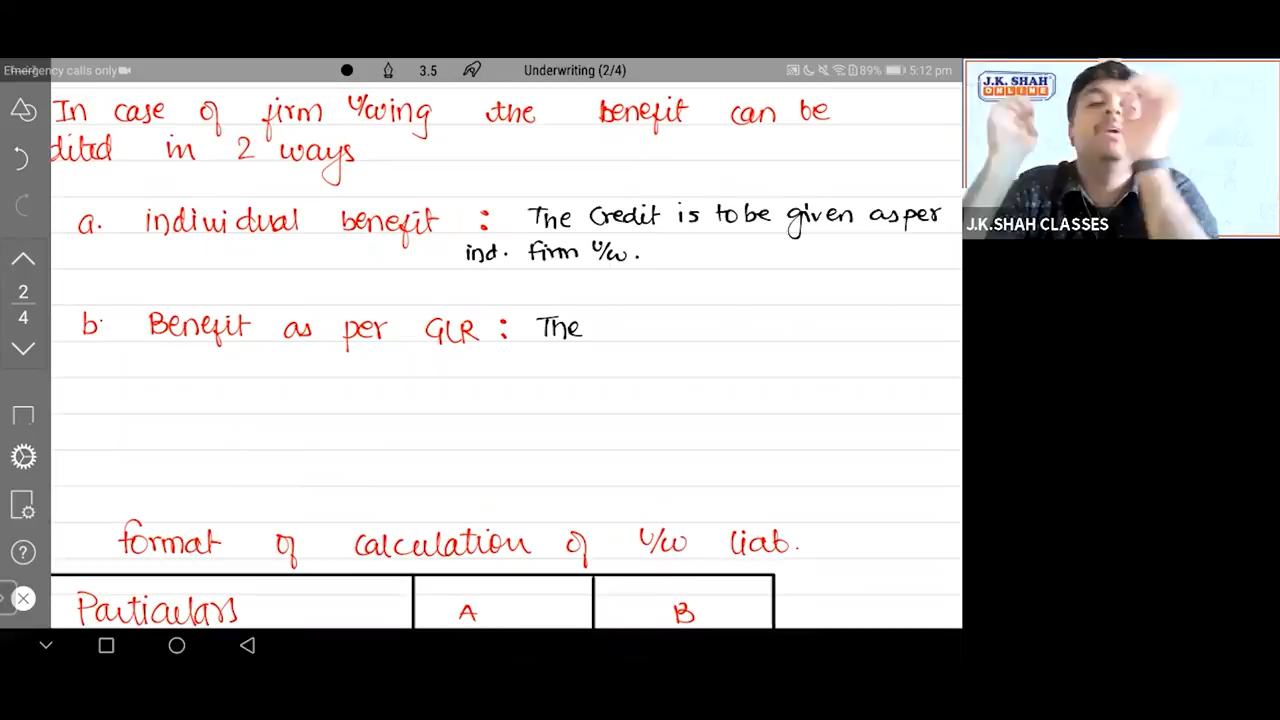 Emergency calls only
3.5
Underwriting (2/4)
89%
5:12 pm
In case of firm u/wing the benefit can be
dited in 2 ways
a. individual benefit : The Credit is to be given as per
ind. firm u/w.
b. Benefit as per GLR : The
2
4
format of calculation of u/w liab.
Particulars A B
J.K. SHAH
ONLINE
J.K.SHAH CLASSES